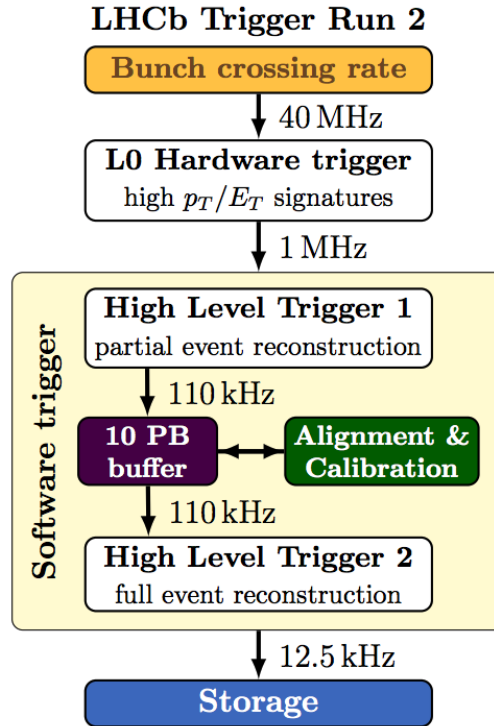 LHCb Trigger Run 2
Bunch crossing rate
40 MHz
L0 Hardware trigger
high p_T/E_T signatures
1 MHz
Software trigger
High Level Trigger 1
partial event reconstruction
110 kHz
10 PB
buffer
Alignment &
Calibration
110 kHz
High Level Trigger 2
full event reconstruction
12.5 kHz
Storage